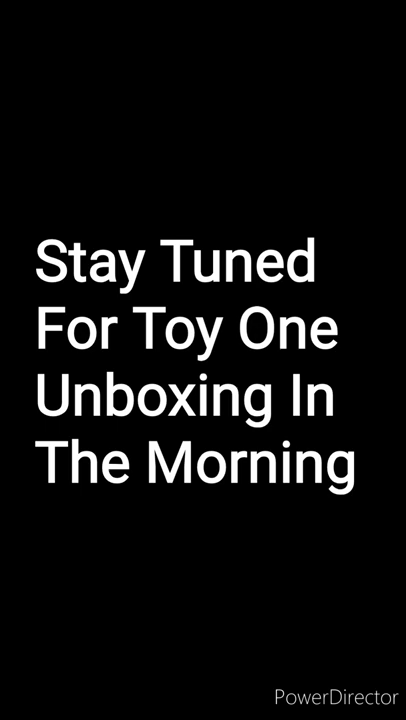 Stay Tuned
For Toy One
Unboxing In
The Morning
PowerDirector